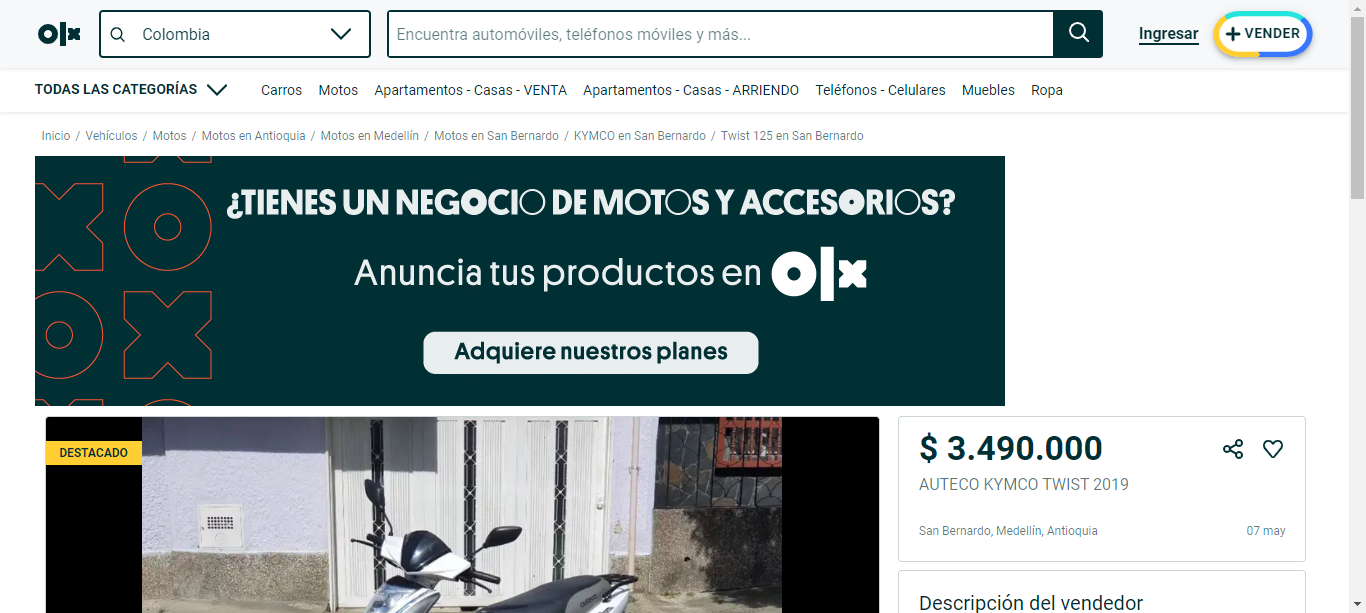 olx
Colombia
Encuentra automóviles, teléfonos móviles y más...
Ingresar
VENDER
TODAS LAS CATEGORÍAS
Carros
Motos
Apartamentos - Casas - VENTA
Apartamentos - Casas - ARRIENDO
Teléfonos - Celulares
Muebles
Ropa
Inicio / Vehículos / Motos / Motos en Antioquia / Motos en Medellín / Motos en San Bernardo / KYMCO en San Bernardo / Twist 125 en San Bernardo
¿TIENES UN NEGOCIO DE MOTOS Y ACCESORIOS?
Anuncia tus productos en olx
Adquiere nuestros planes
DESTACADO
$ 3.490.000
AUTECO KYMCO TWIST 2019
San Bernardo, Medellín, Antioquia
07 may
Descripción del vendedor